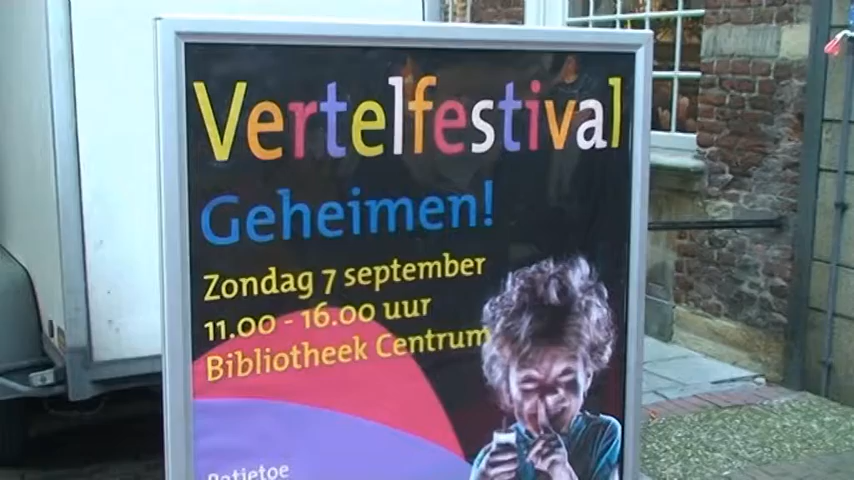 Vertelfestival
Geheimen!
Zondag 7 september
11.00 - 16.00 uur
Bibliotheek Centrum